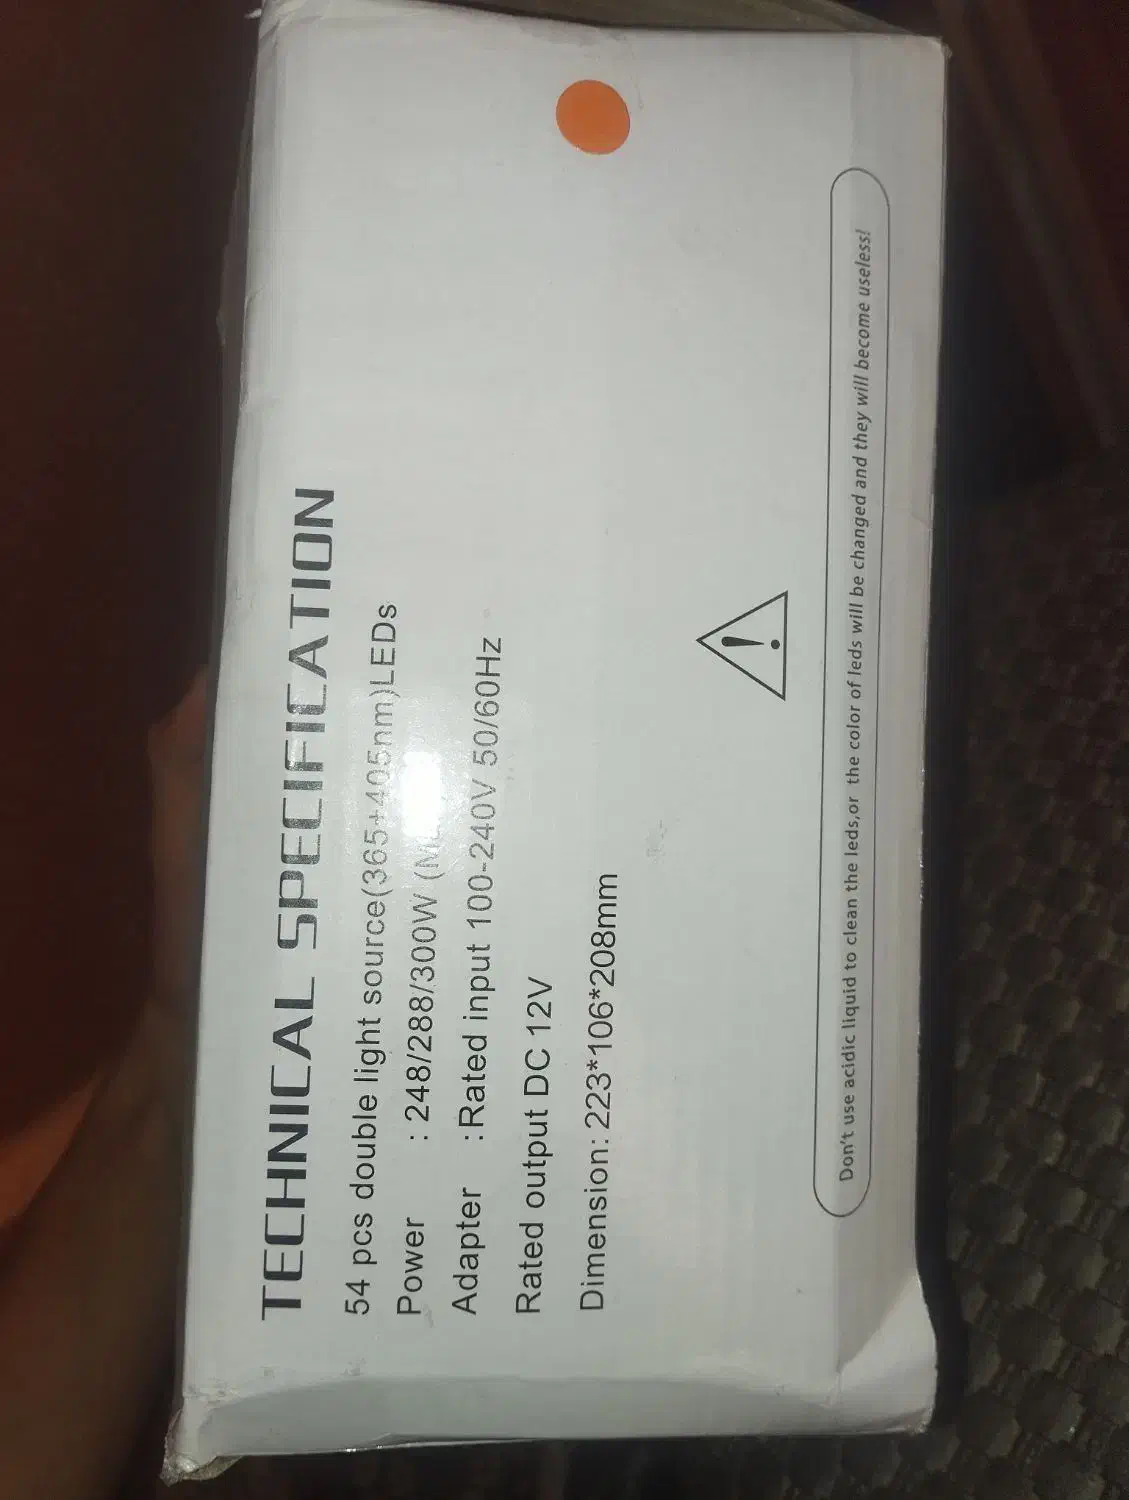 TECHNICAL SPECIFICATION
54 pcs double light source(365+405nm)LEDs
Power : 248/288/300W
Adapter :Rated input 100-240V 50/60Hz
Rated output DC 12V
Dimension: 223*106*208mm
Don't use acidic liquid to clean the leds,or the color of leds will be changed and they will become useless!